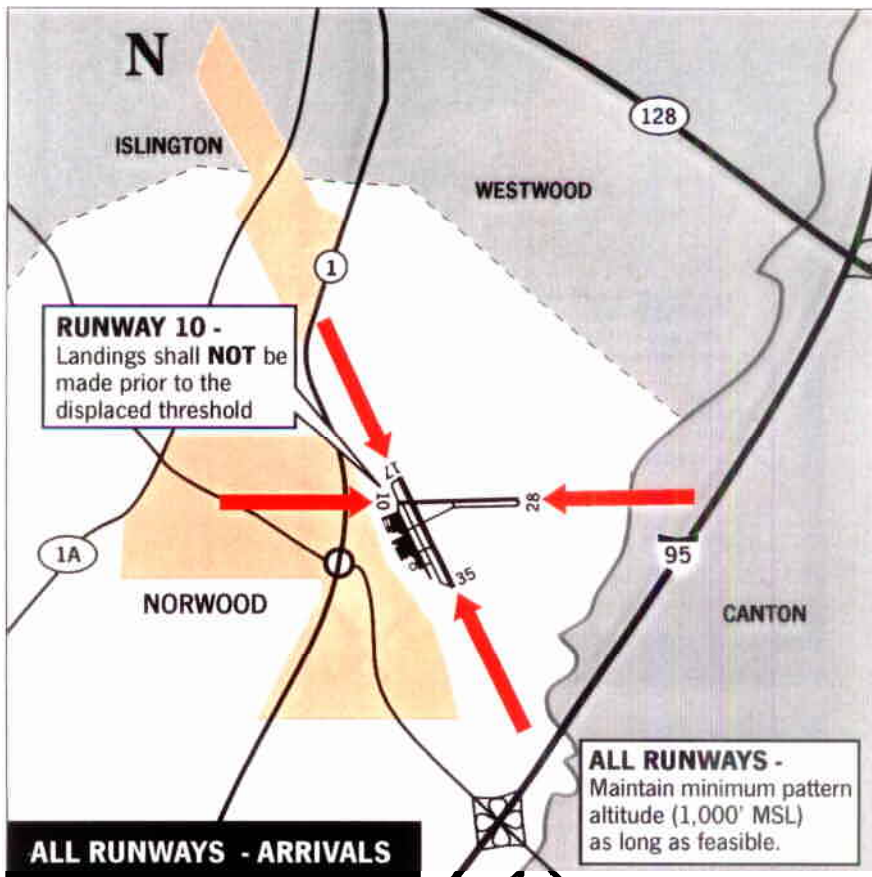 N
ISLINGTON
128
WESTWOOD
1
RUNWAY 10 -
Landings shall NOT be
made prior to the
displaced threshold
17
10
28
35
1A
95
NORWOOD
CANTON
ALL RUNWAYS -
Maintain minimum pattern
altitude (1,000' MSL)
as long as feasible.
ALL RUNWAYS - ARRIVALS